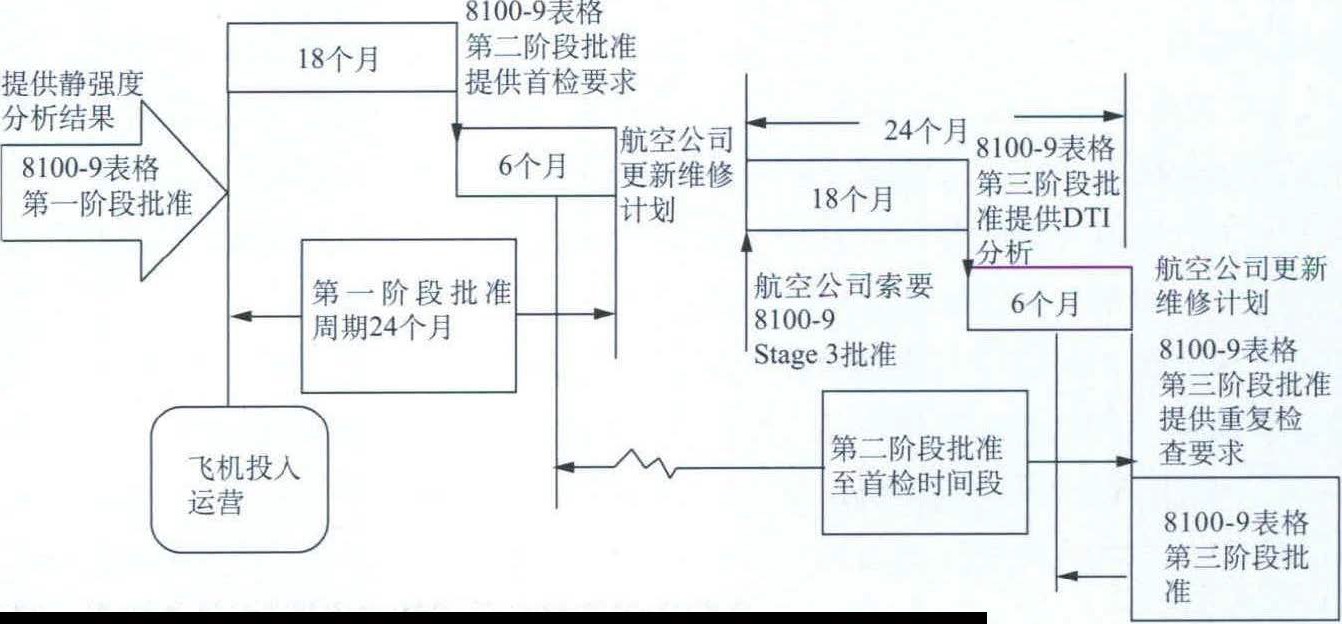 8100-9表格
第二阶段批准
提供首检要求
18个月
提供静强度
分析结果
8100-9表格
第一阶段批准
6个月
航空公司
更新维修
计划
第一阶段批准
周期24个月
飞机投入
运营
24个月
18个月
8100-9表格
第三阶段批
准提供DTI
分析
航空公司索要
8100-9
Stage 3批准
6个月
航空公司更新
维修计划
8100-9表格
第三阶段批准
提供重复检
查要求
第二阶段批准
至首检时间段
8100-9表格
第三阶段批
准